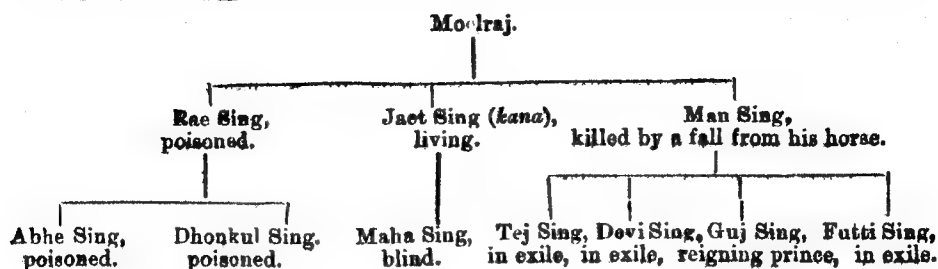 Moolraj.
Rae Sing, Jaet Sing (kana), Man Sing,
poisoned. living. killed by a fall from his horse.
Abhe Sing, Dhonkul Sing. Maha Sing, Tej Sing, Devi Sing, Guj Sing, Futti Sing,
poisoned. poisoned. blind. in exile, in exile, reigning prince, in exile.